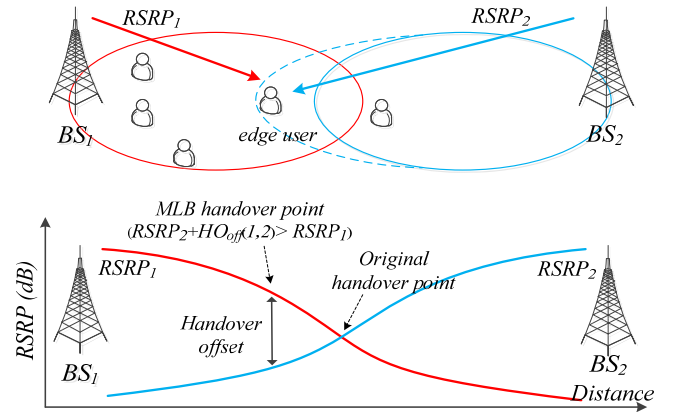 RSRP₁
RSRP₂
BS₁
edge user
BS₂
MLB handover point
(RSRP₂+HOₒff(1,2)> RSRP₁)
RSRP₁
Original
handover point
RSRP₂
RSRP (dB)
Handover
offset
BS₁
BS₂
Distance